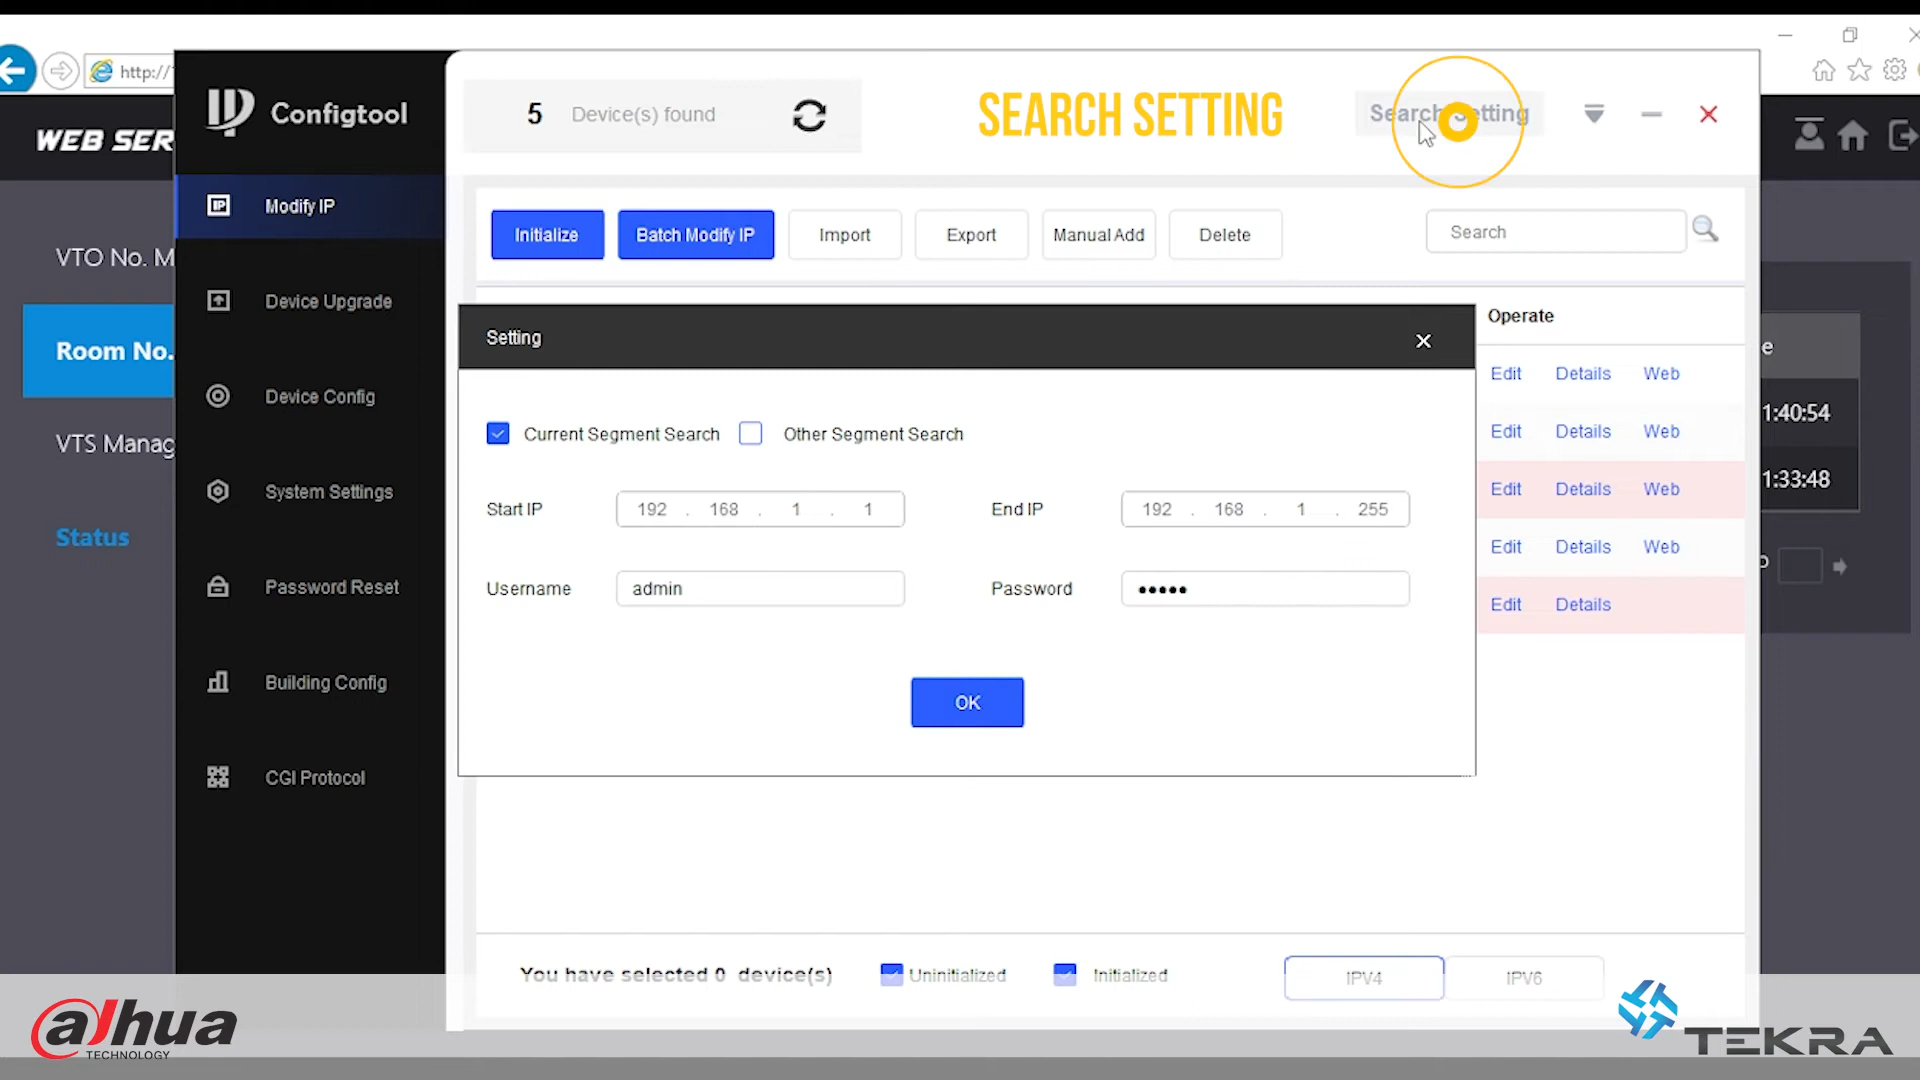 http://
WEB SER
VTO No. M
Room No.
VTS Manag
Status
Configtool
Modify IP
Device Upgrade
Device Config
System Settings
Password Reset
Building Config
CGI Protocol
5 Device(s) found
SEARCH SETTING
Search Setting
Initialize
Batch Modify IP
Import
Export
Manual Add
Delete
Search
Operate
Edit Details Web
Edit Details Web
Edit Details Web
Edit Details Web
Edit Details
Setting
Current Segment Search
Other Segment Search
Start IP 192 . 168 . 1 . 1
End IP 192 . 168 . 1 . 255
Username admin
Password •••••
OK
e
1:40:54
1:33:48
You have selected 0 device(s)
Uninitialized
Initialized
IPV4
IPV6
alhua
TECHNOLOGY
TEKRA